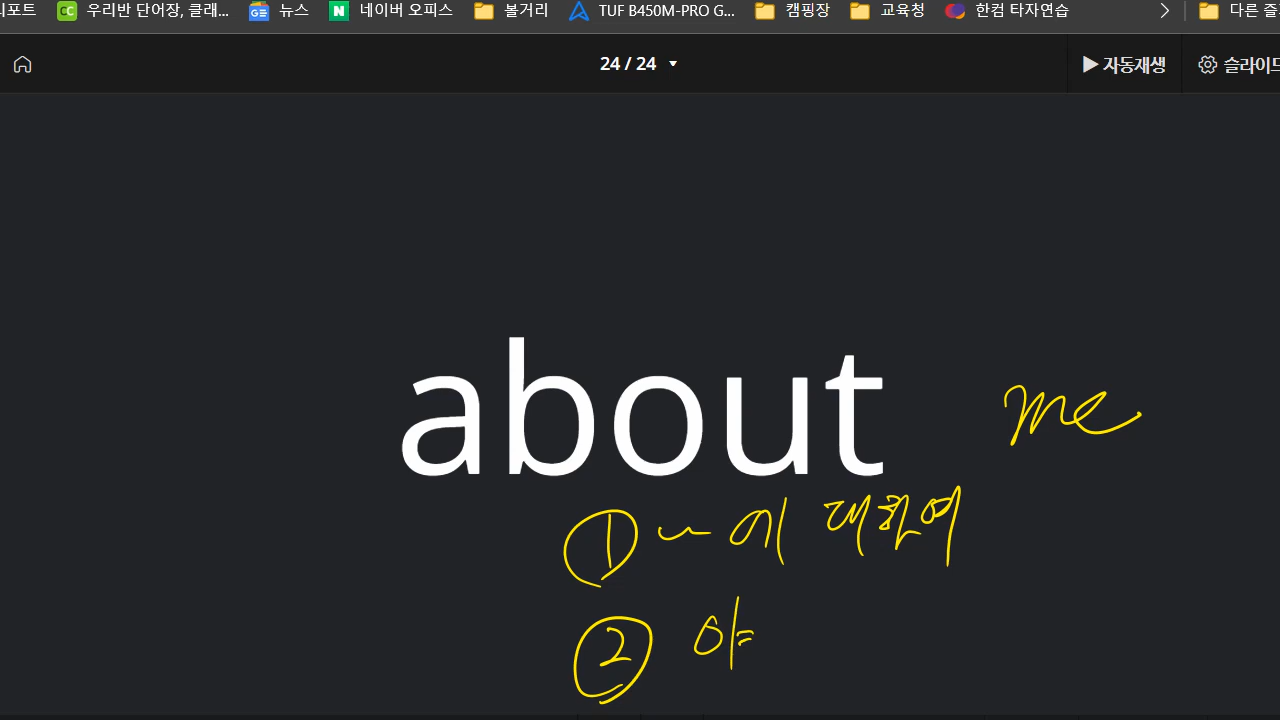 리포트 우리반 단어장, 클래... 뉴스 네이버 오피스 볼거리 TUF B450M-PRO G... 캠핑장 교육청 한컴 타자연습 다른 즐
24 / 24 자동재생 슬라이드
about me
① ~에 대하여
② 야